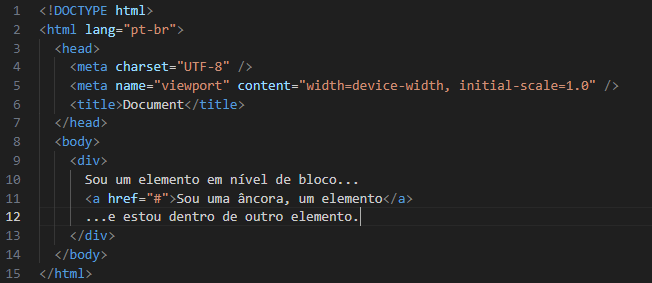 1 <!DOCTYPE html>
2 <html lang="pt-br">
3   <head>
4     <meta charset="UTF-8" />
5     <meta name="viewport" content="width=device-width, initial-scale=1.0" />
6     <title>Document</title>
7   </head>
8   <body>
9     <div>
10       Sou um elemento em nível de bloco...
11       <a href="#">Sou uma âncora, um elemento</a>
12       ...e estou dentro de outro elemento.
13     </div>
14   </body>
15 </html>